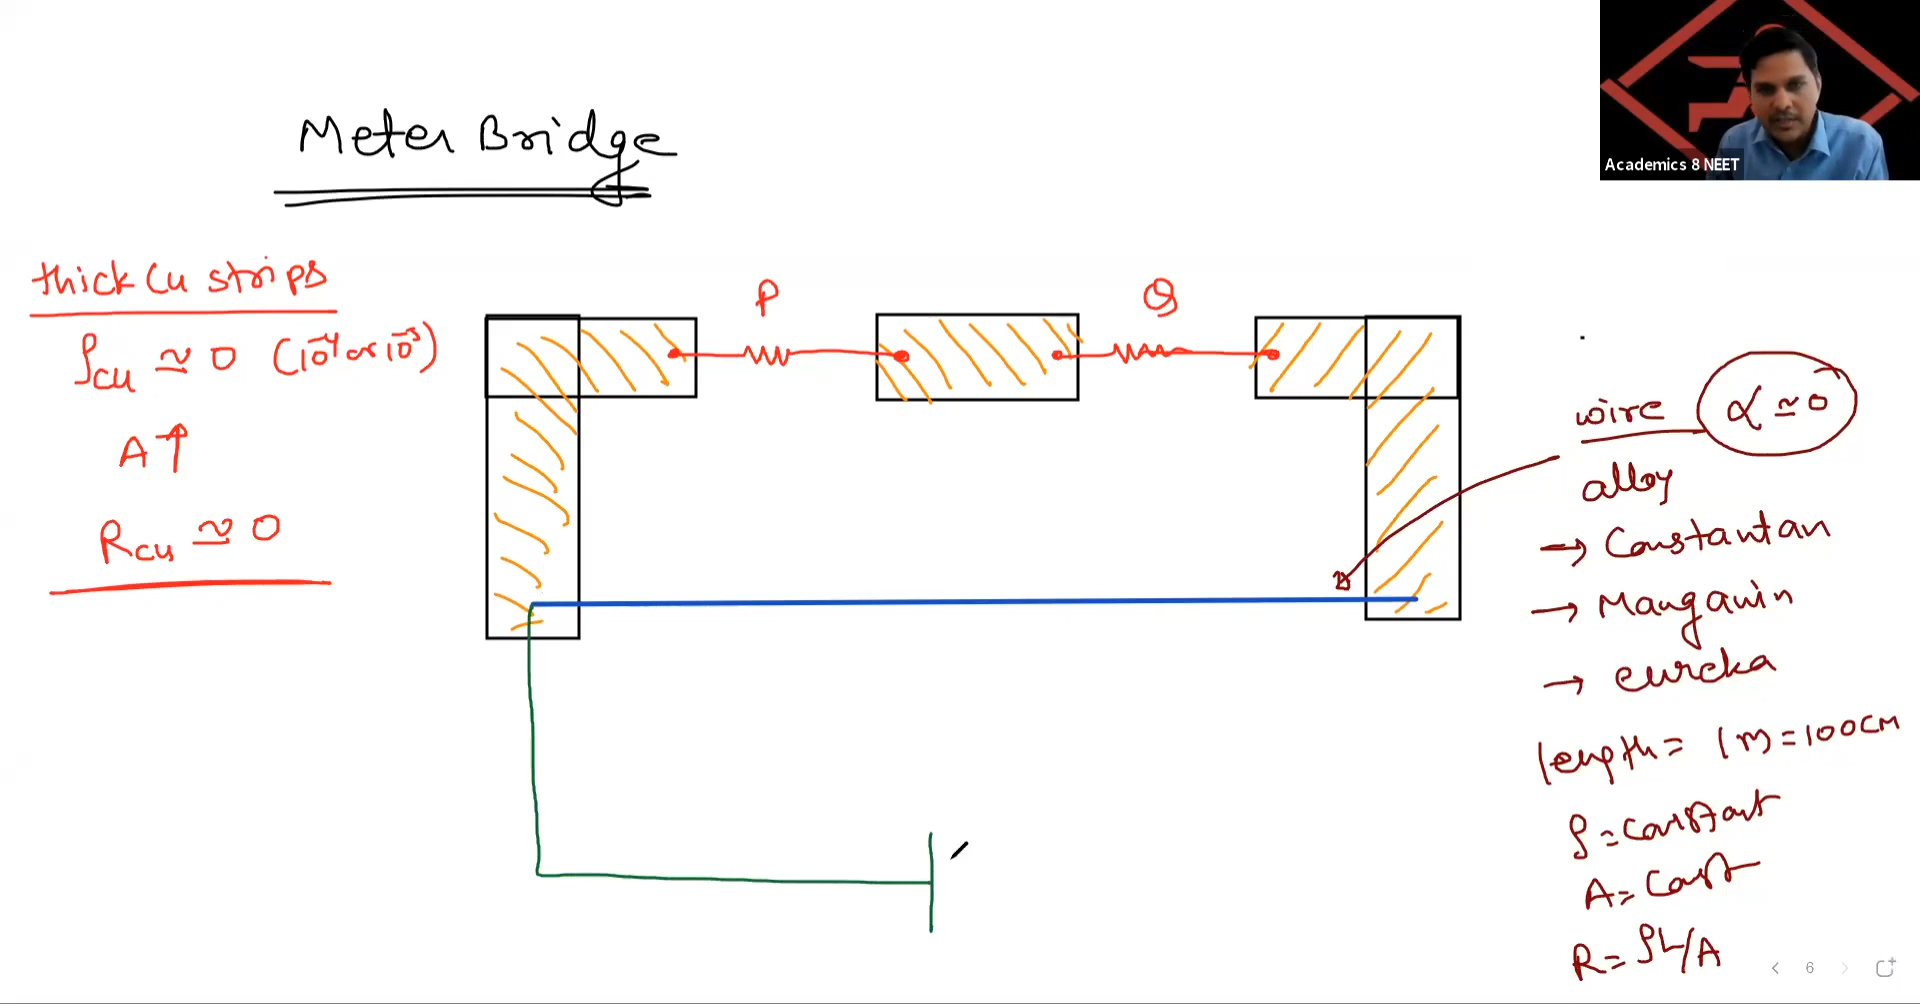 Academics 8 NEET
Meter Bridge
thick Cu strips
ρCu ≃ 0 (10⁻⁴ or 10⁻³)
A↑
RCu ≃ 0
P
Q
wire α ≃ 0
alloy
→ Constantan
→ Manganin
→ eureka
length = 1m = 100CM
ρ = constant
A = Const
R = ρL/A
6